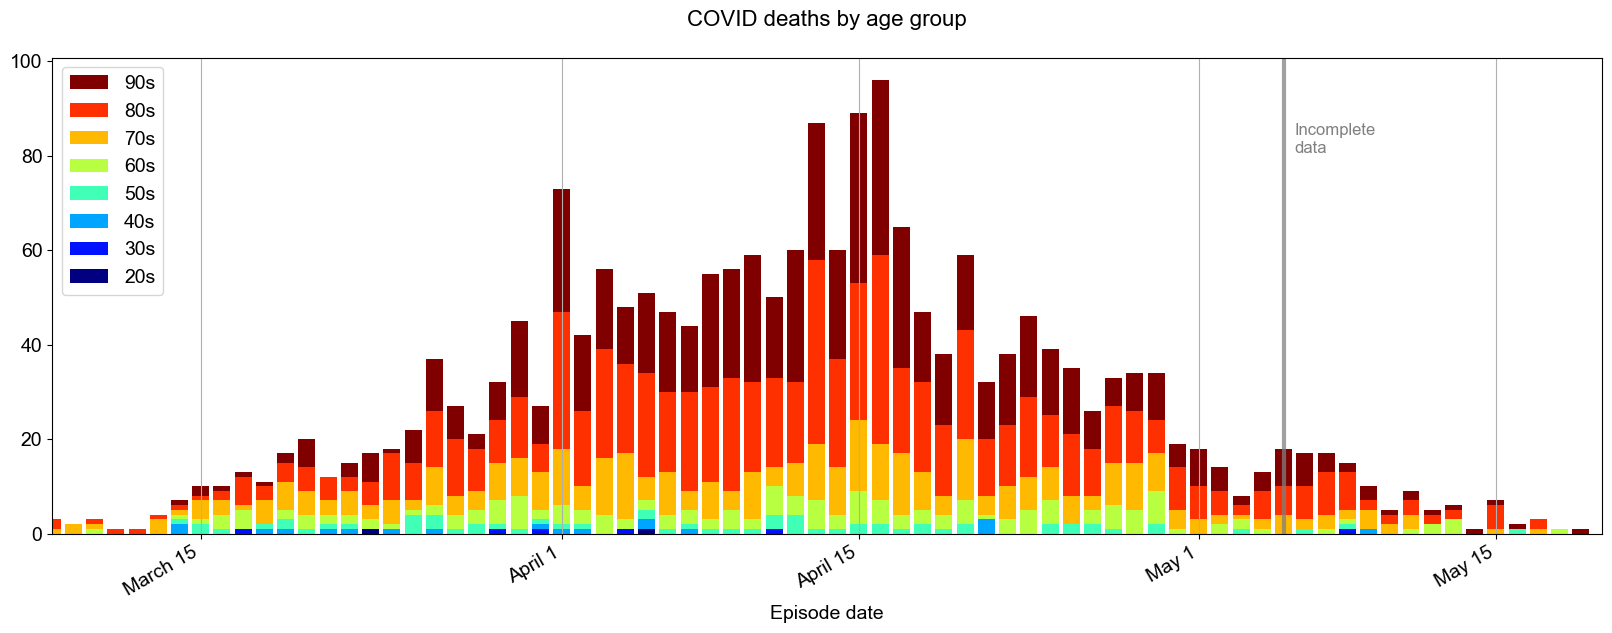 COVID deaths by age group
100
80
60
40
20
0
90s
80s
70s
60s
50s
40s
30s
20s
Incomplete
data
March 15
April 1
April 15
May 1
May 15
Episode date